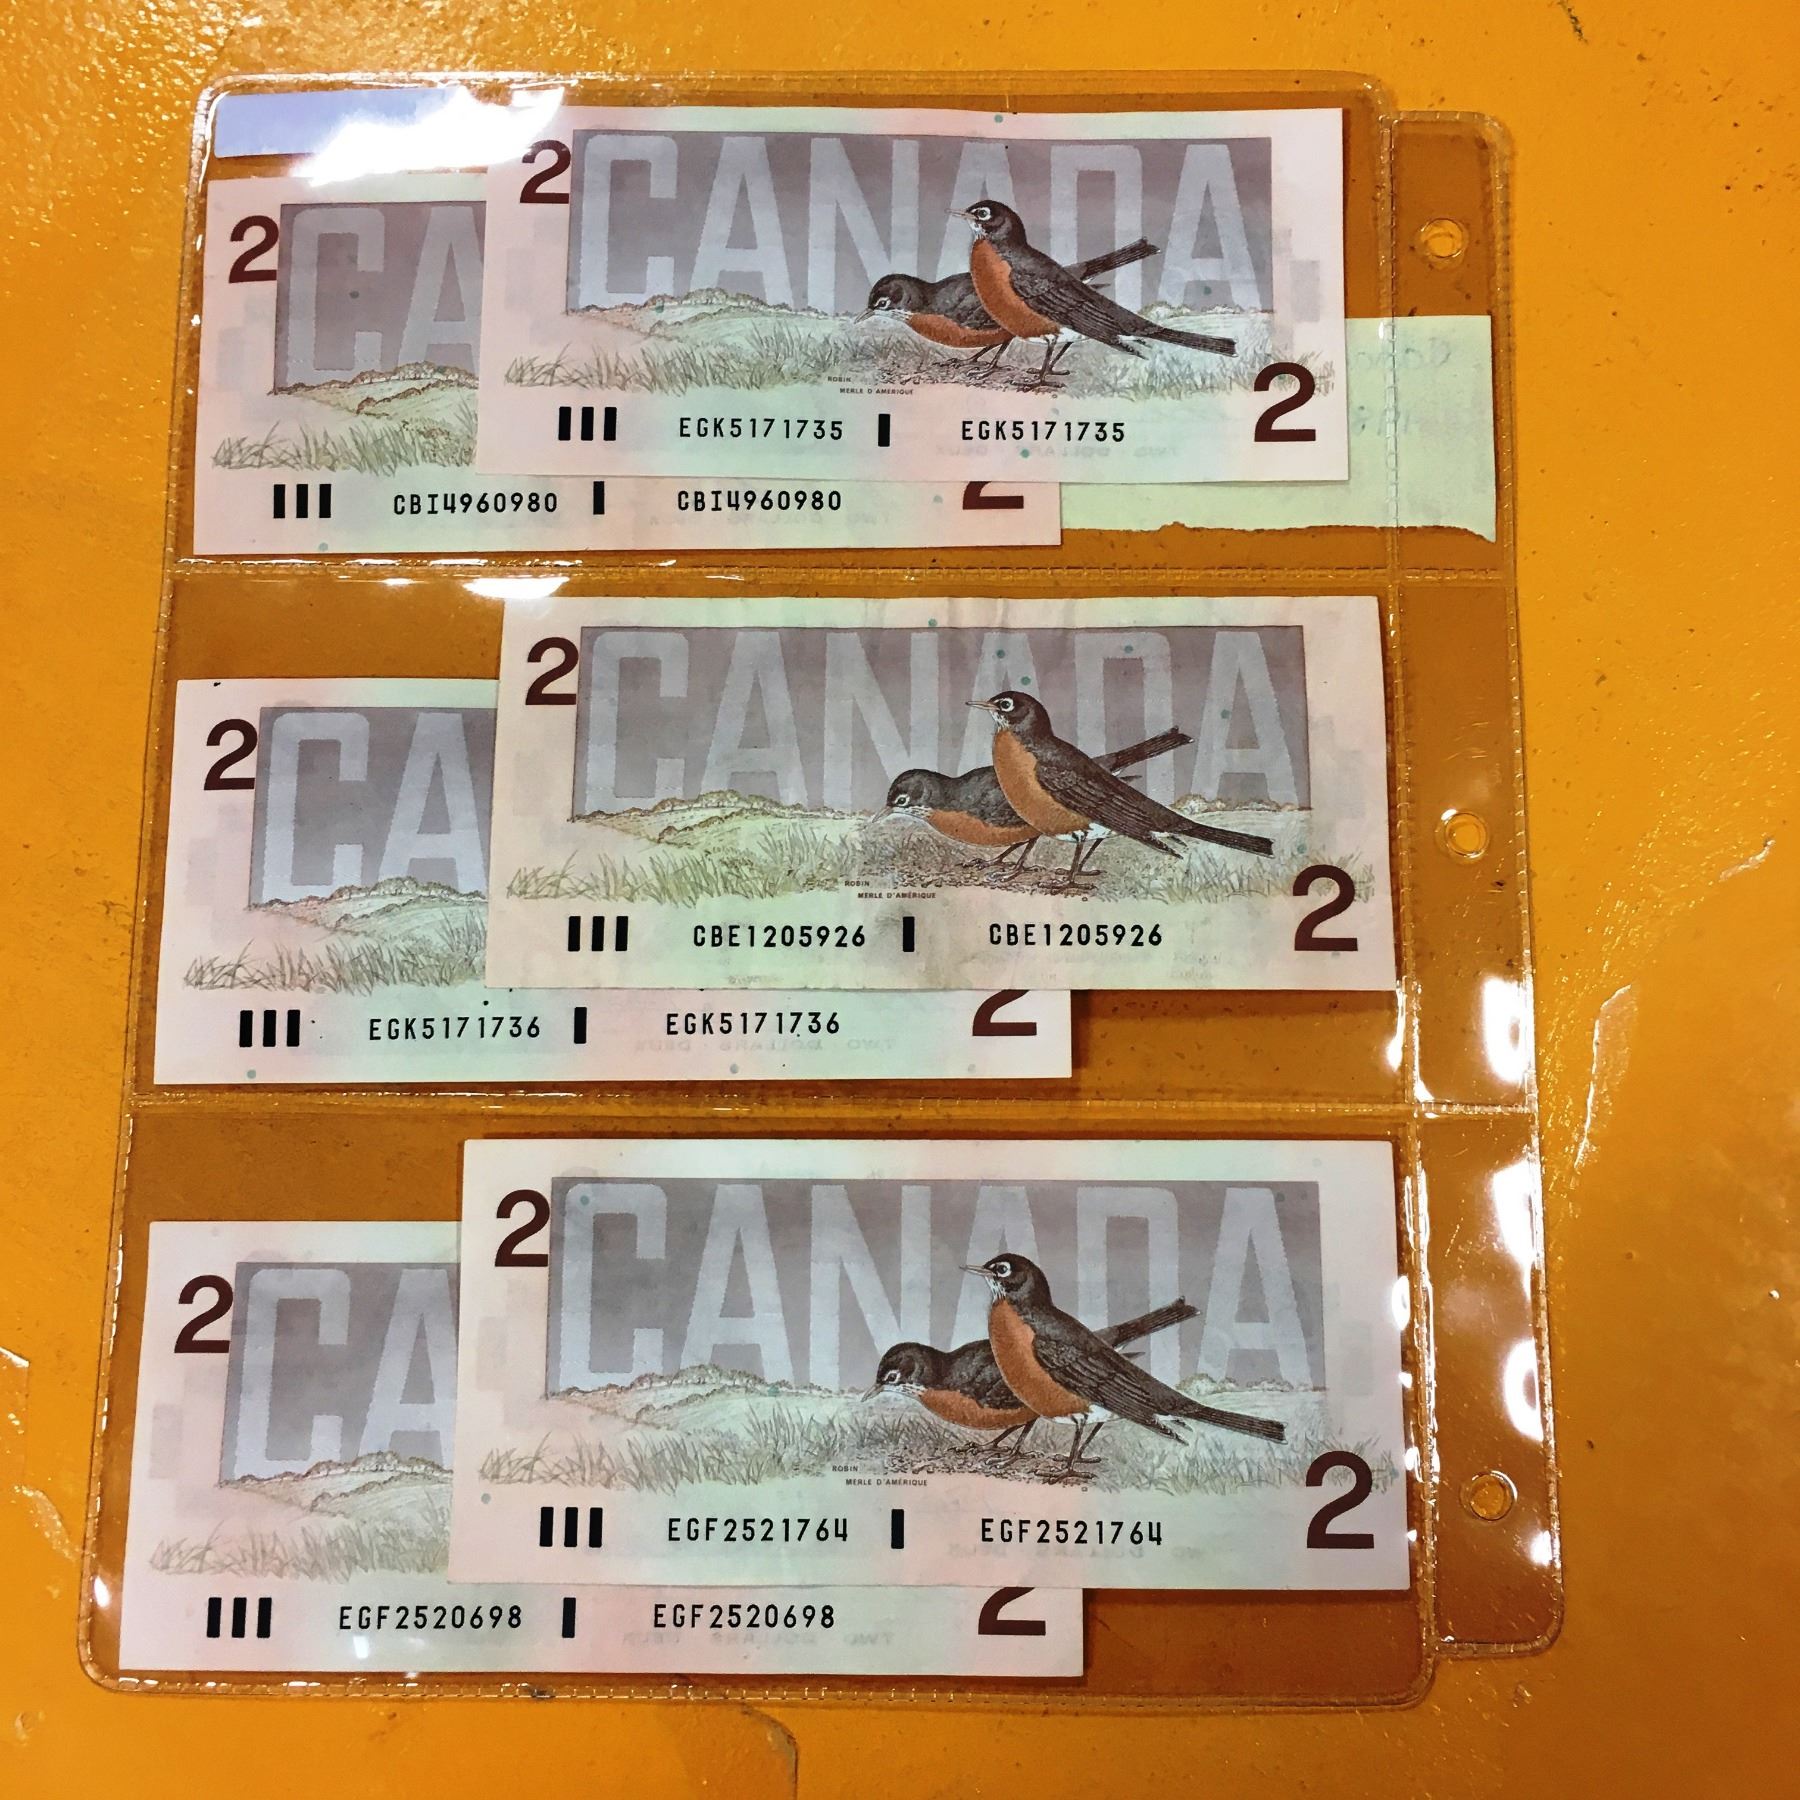 2 CANADA
ROBIN
MERLE D'AMÉRIQUE
EGK5171735 EGK5171735
2
2 CA
CBI4960980 CBI4960980
2
2 CANADA
ROBIN
MERLE D'AMÉRIQUE
CBE1205926 CBE1205926
2
2 CA
EGK5171736 EGK5171736
2
2 CANADA
ROBIN
MERLE D'AMÉRIQUE
EGF2521764 EGF2521764
2
2 CA
EGF2520698 EGF2520698
2